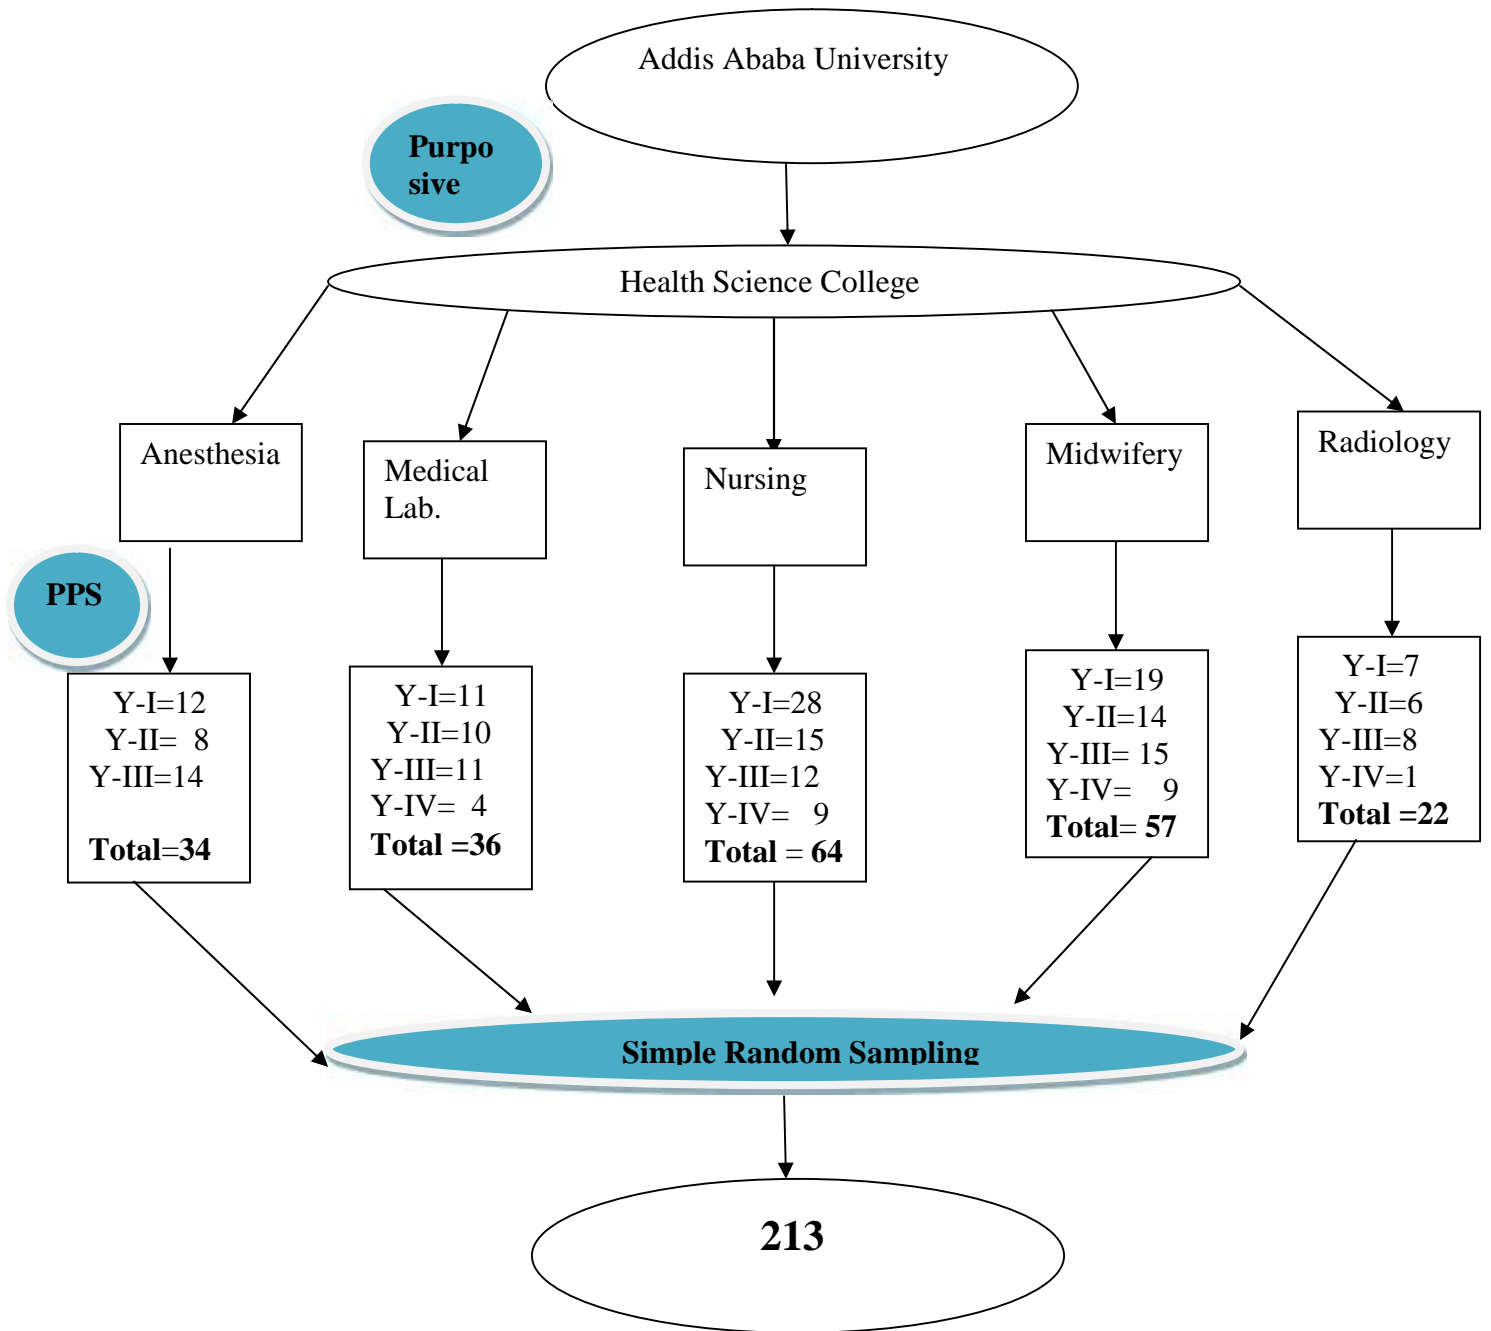 Addis Ababa University
Purpo
sive
Health Science College
Anesthesia
Medical
Lab.
Nursing
Midwifery
Radiology
PPS
Y-I=12
Y-II= 8
Y-III=14
Total=34
Y-I=11
Y-II=10
Y-III=11
Y-IV= 4
Total =36
Y-I=28
Y-II=15
Y-III=12
Y-IV= 9
Total = 64
Y-I=19
Y-II=14
Y-III= 15
Y-IV= 9
Total= 57
Y-I=7
Y-II=6
Y-III=8
Y-IV=1
Total =22
Simple Random Sampling
213